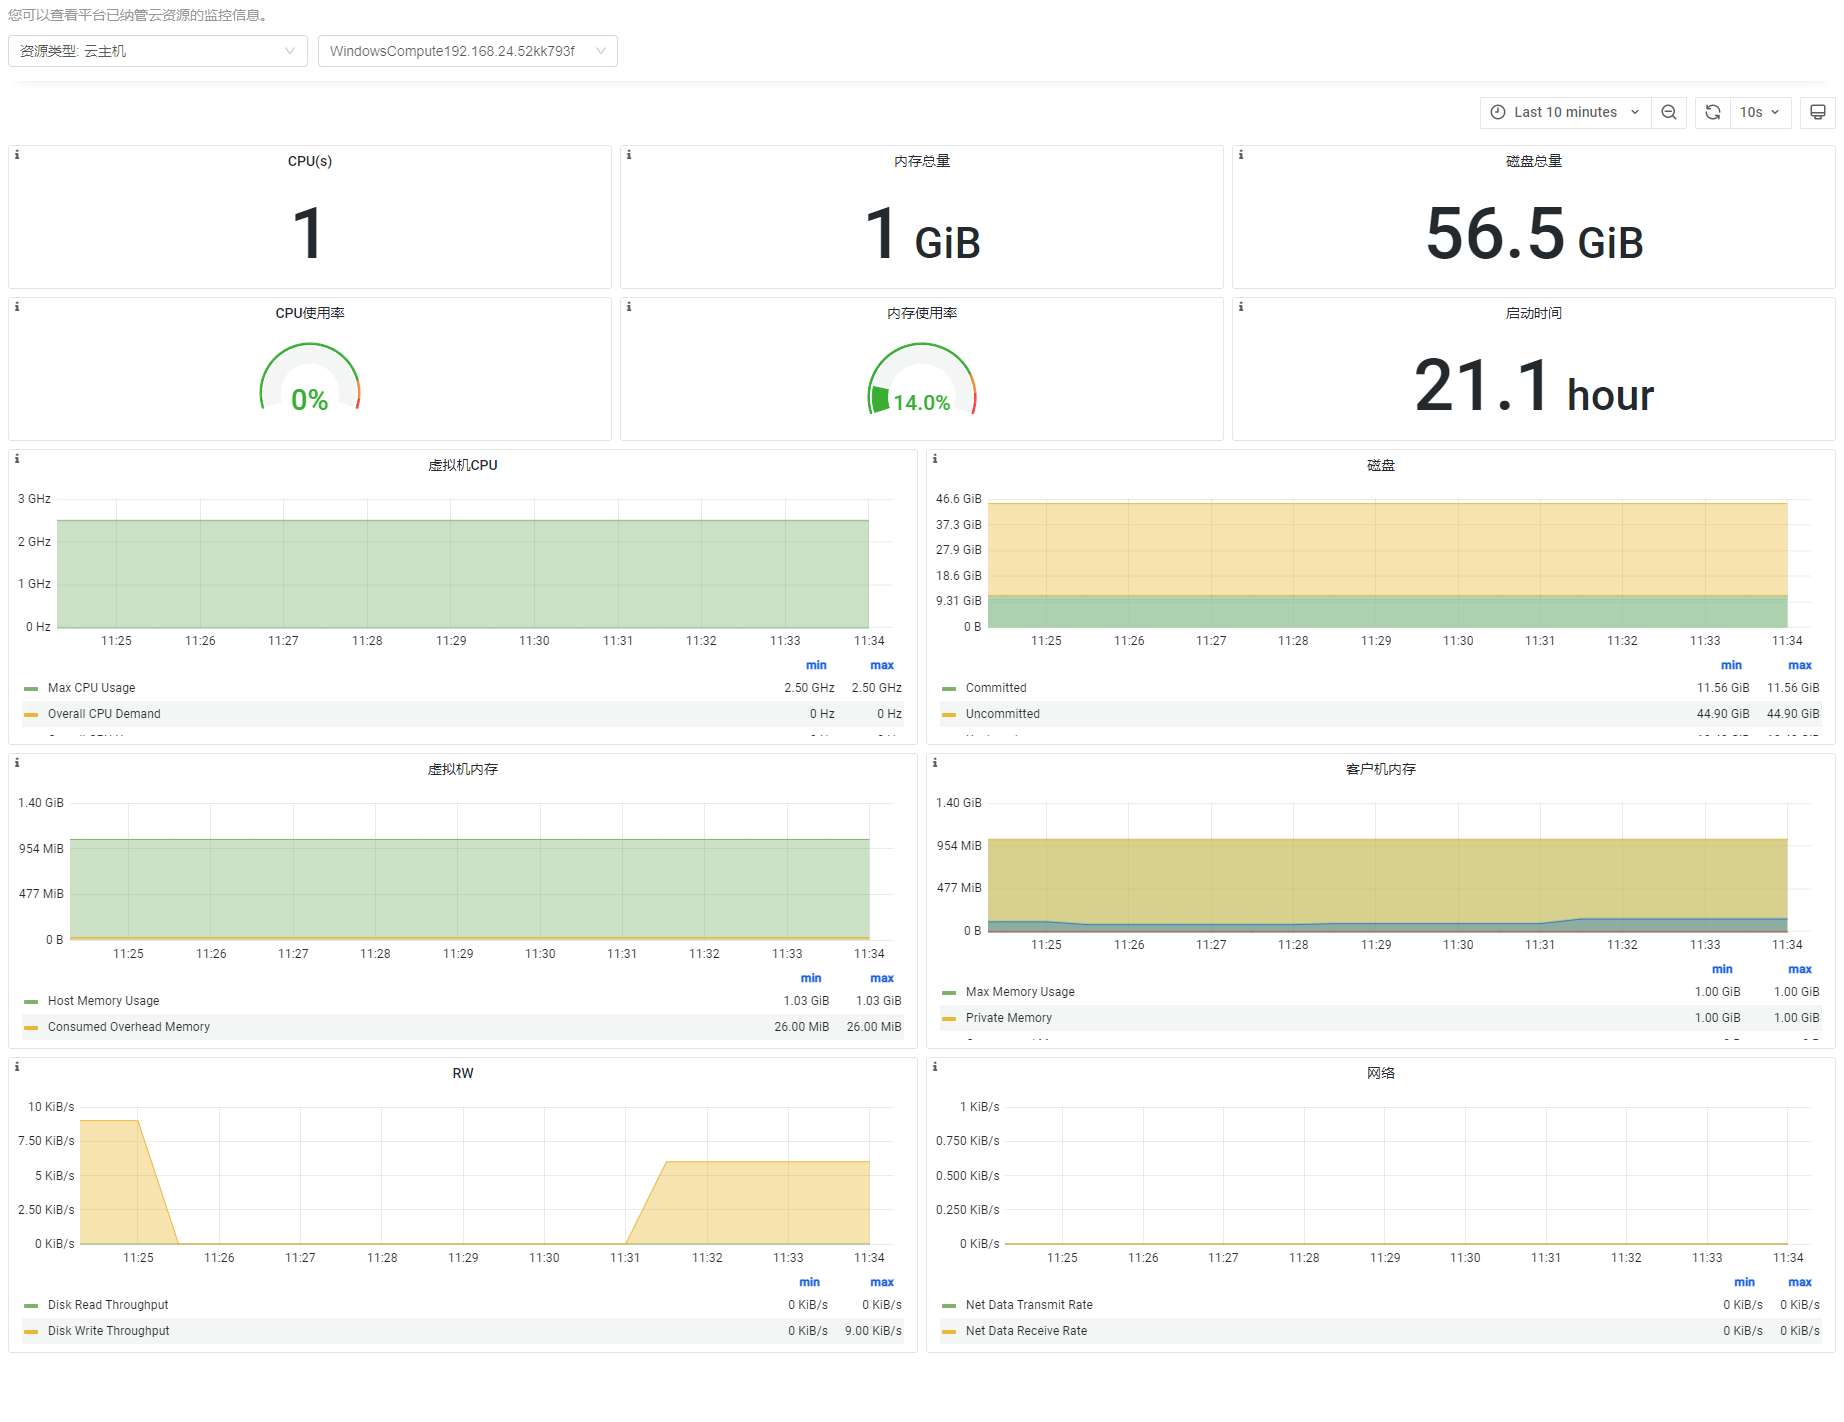 您可以查看平台已纳管云资源的监控信息。
资源类型: 云主机
WindowsCompute192.168.24.52kk793f
Last 10 minutes
10s
CPU(s)
1
内存总量
1 GiB
磁盘总量
56.5 GiB
CPU使用率
0%
内存使用率
14.0%
启动时间
21.1 hour
虚拟机CPU
3 GHz
2 GHz
1 GHz
0 Hz
11:25 11:26 11:27 11:28 11:29 11:30 11:31 11:32 11:33 11:34
min max
Max CPU Usage 2.50 GHz 2.50 GHz
Overall CPU Demand 0 Hz 0 Hz
磁盘
46.6 GiB
37.3 GiB
27.9 GiB
18.6 GiB
9.31 GiB
0 B
11:25 11:26 11:27 11:28 11:29 11:30 11:31 11:32 11:33 11:34
min max
Committed 11.56 GiB 11.56 GiB
Uncommitted 44.90 GiB 44.90 GiB
虚拟机内存
1.40 GiB
954 MiB
477 MiB
0 B
11:25 11:26 11:27 11:28 11:29 11:30 11:31 11:32 11:33 11:34
min max
Host Memory Usage 1.03 GiB 1.03 GiB
Consumed Overhead Memory 26.00 MiB 26.00 MiB
客户机内存
1.40 GiB
954 MiB
477 MiB
0 B
11:25 11:26 11:27 11:28 11:29 11:30 11:31 11:32 11:33 11:34
min max
Max Memory Usage 1.00 GiB 1.00 GiB
Private Memory 1.00 GiB 1.00 GiB
RW
10 KiB/s
7.50 KiB/s
5 KiB/s
2.50 KiB/s
0 KiB/s
11:25 11:26 11:27 11:28 11:29 11:30 11:31 11:32 11:33 11:34
min max
Disk Read Throughput 0 KiB/s 0 KiB/s
Disk Write Throughput 0 KiB/s 9.00 KiB/s
网络
1 KiB/s
0.750 KiB/s
0.500 KiB/s
0.250 KiB/s
0 KiB/s
11:25 11:26 11:27 11:28 11:29 11:30 11:31 11:32 11:33 11:34
min max
Net Data Transmit Rate 0 KiB/s 0 KiB/s
Net Data Receive Rate 0 KiB/s 0 KiB/s